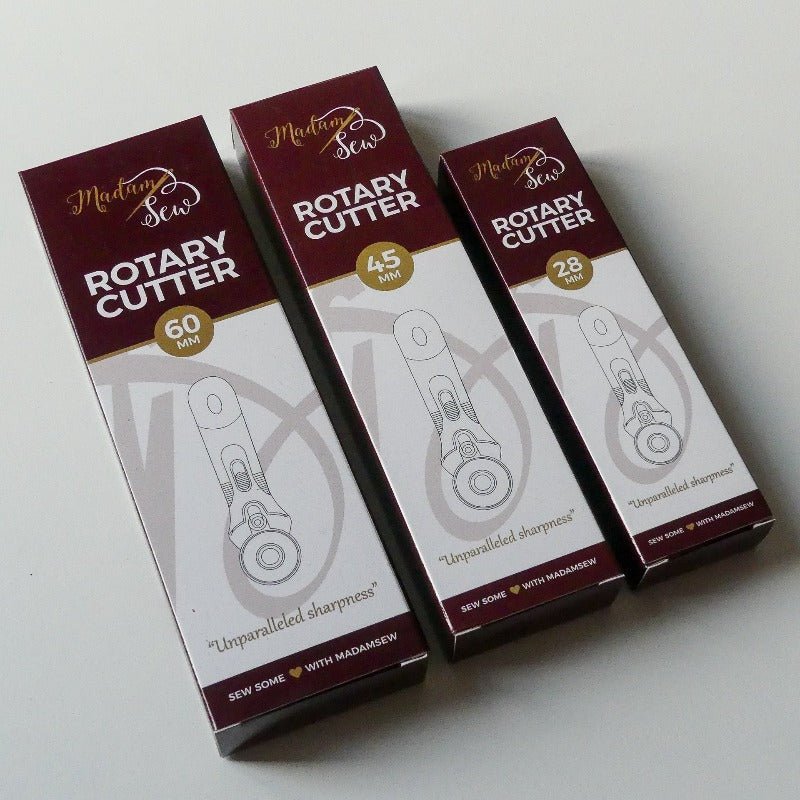 Madam
Sew
ROTARY
CUTTER
60
MM
"Unparalleled sharpness"
SEW SOME WITH MADAMSEW
Madam
Sew
ROTARY
CUTTER
45
MM
"Unparalleled sharpness"
SEW SOME WITH MADAMSEW
Madam
Sew
ROTARY
CUTTER
28
MM
"Unparalleled sharpness"
SEW SOME WITH MADAMSEW